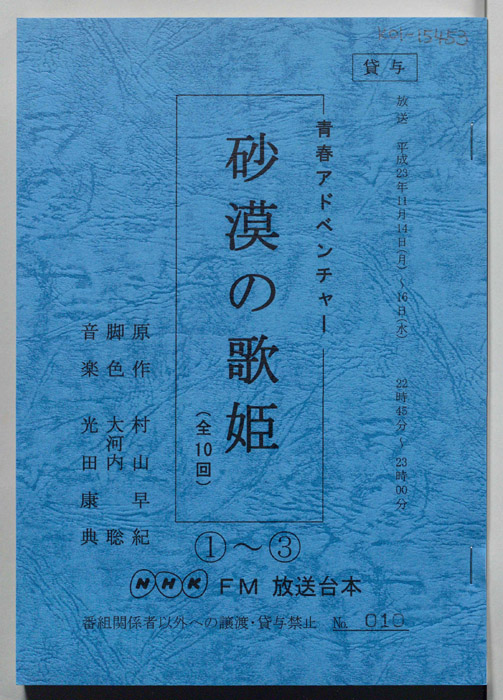 貸与
放送 平成23年11月14日(月)～16日(水) 22時45分～23時00分
青春アドベンチャー
砂漠の歌姫
(全10回)
原作 村山早紀
脚色 大河内聡
音楽 光田康典
①～③
NHK FM 放送台本
番組関係者以外への譲渡・貸与禁止 No. 010